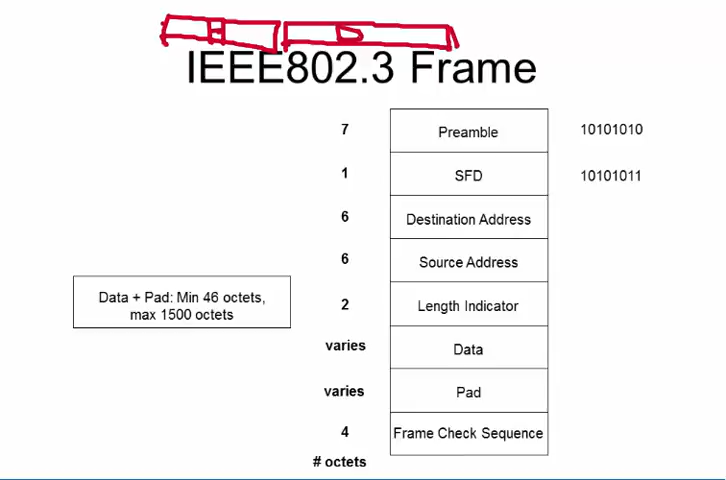 IEEE802.3 Frame
7 Preamble 10101010
1 SFD 10101011
6 Destination Address
6 Source Address
Data + Pad: Min 46 octets,
max 1500 octets
2 Length Indicator
varies Data
varies Pad
4 Frame Check Sequence
# octets